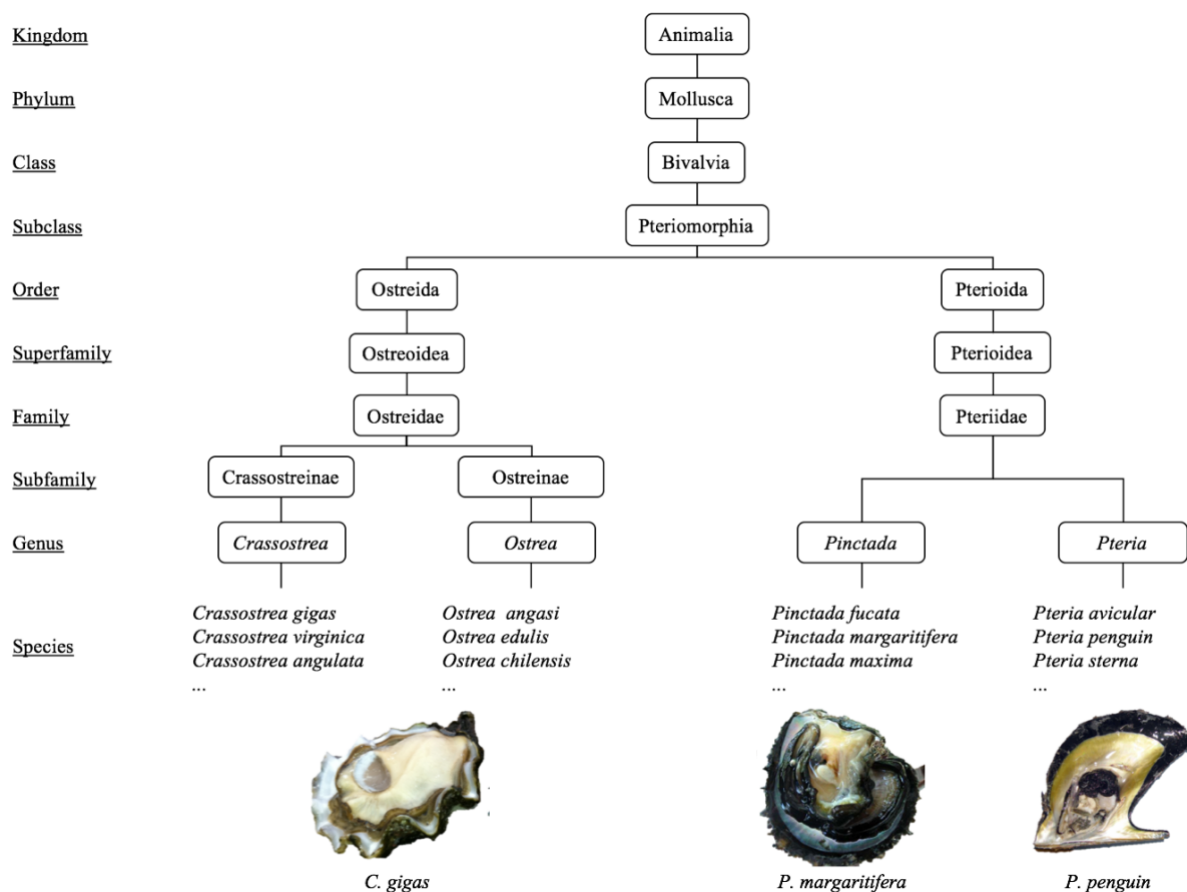 Kingdom Animalia
Phylum Mollusca
Class Bivalvia
Subclass Pteriomorphia
Order Ostreida Pterioida
Superfamily Ostreoidea Pterioidea
Family Ostreidae Pteriidae
Subfamily Crassostreinae Ostreinae
Genus Crassostrea Ostrea Pinctada Pteria
Crassostrea gigas Ostrea angasi Pinctada fucata Pteria avicular
Species Crassostrea virginica Ostrea edulis Pinctada margaritifera Pteria penguin
Crassostrea angulata Ostrea chilensis Pinctada maxima Pteria sterna
... ... ... ...
C. gigas P. margaritifera P. penguin